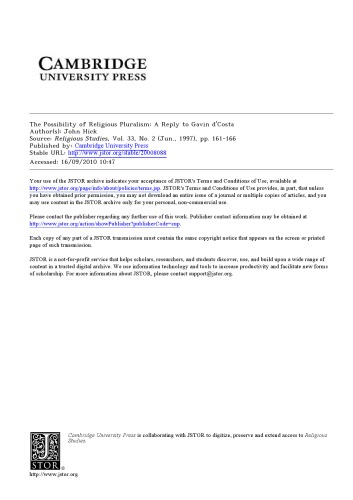 CAMBRIDGE
UNIVERSITY PRESS
The Possibility of Religious Pluralism: A Reply to Gavin d'Costa
Author(s): John Hick
Source: Religious Studies, Vol. 33, No. 2 (Jun., 1997), pp. 161-166
Published by: Cambridge University Press
Stable URL: http://www.jstor.org/stable/20008088
Accessed: 16/09/2010 10:47
Your use of the JSTOR archive indicates your acceptance of JSTOR's Terms and Conditions of Use, available at
http://www.jstor.org/page/info/about/policies/terms.jsp. JSTOR's Terms and Conditions of Use provides, in part, that unless
you have obtained prior permission, you may not download an entire issue of a journal or multiple copies of articles, and you
may use content in the JSTOR archive only for your personal, non-commercial use.
Please contact the publisher regarding any further use of this work. Publisher contact information may be obtained at
http://www.jstor.org/action/showPublisher?publisherCode=cup.
Each copy of any part of a JSTOR transmission must contain the same copyright notice that appears on the screen or printed
page of such transmission.
JSTOR is a not-for-profit service that helps scholars, researchers, and students discover, use, and build upon a wide range of
content in a trusted digital archive. We use information technology and tools to increase productivity and facilitate new forms
of scholarship. For more information about JSTOR, please contact support@jstor.org.
Cambridge University Press is collaborating with JSTOR to digitize, preserve and extend access to Religious
Studies.
JSTOR
®
http://www.jstor.org